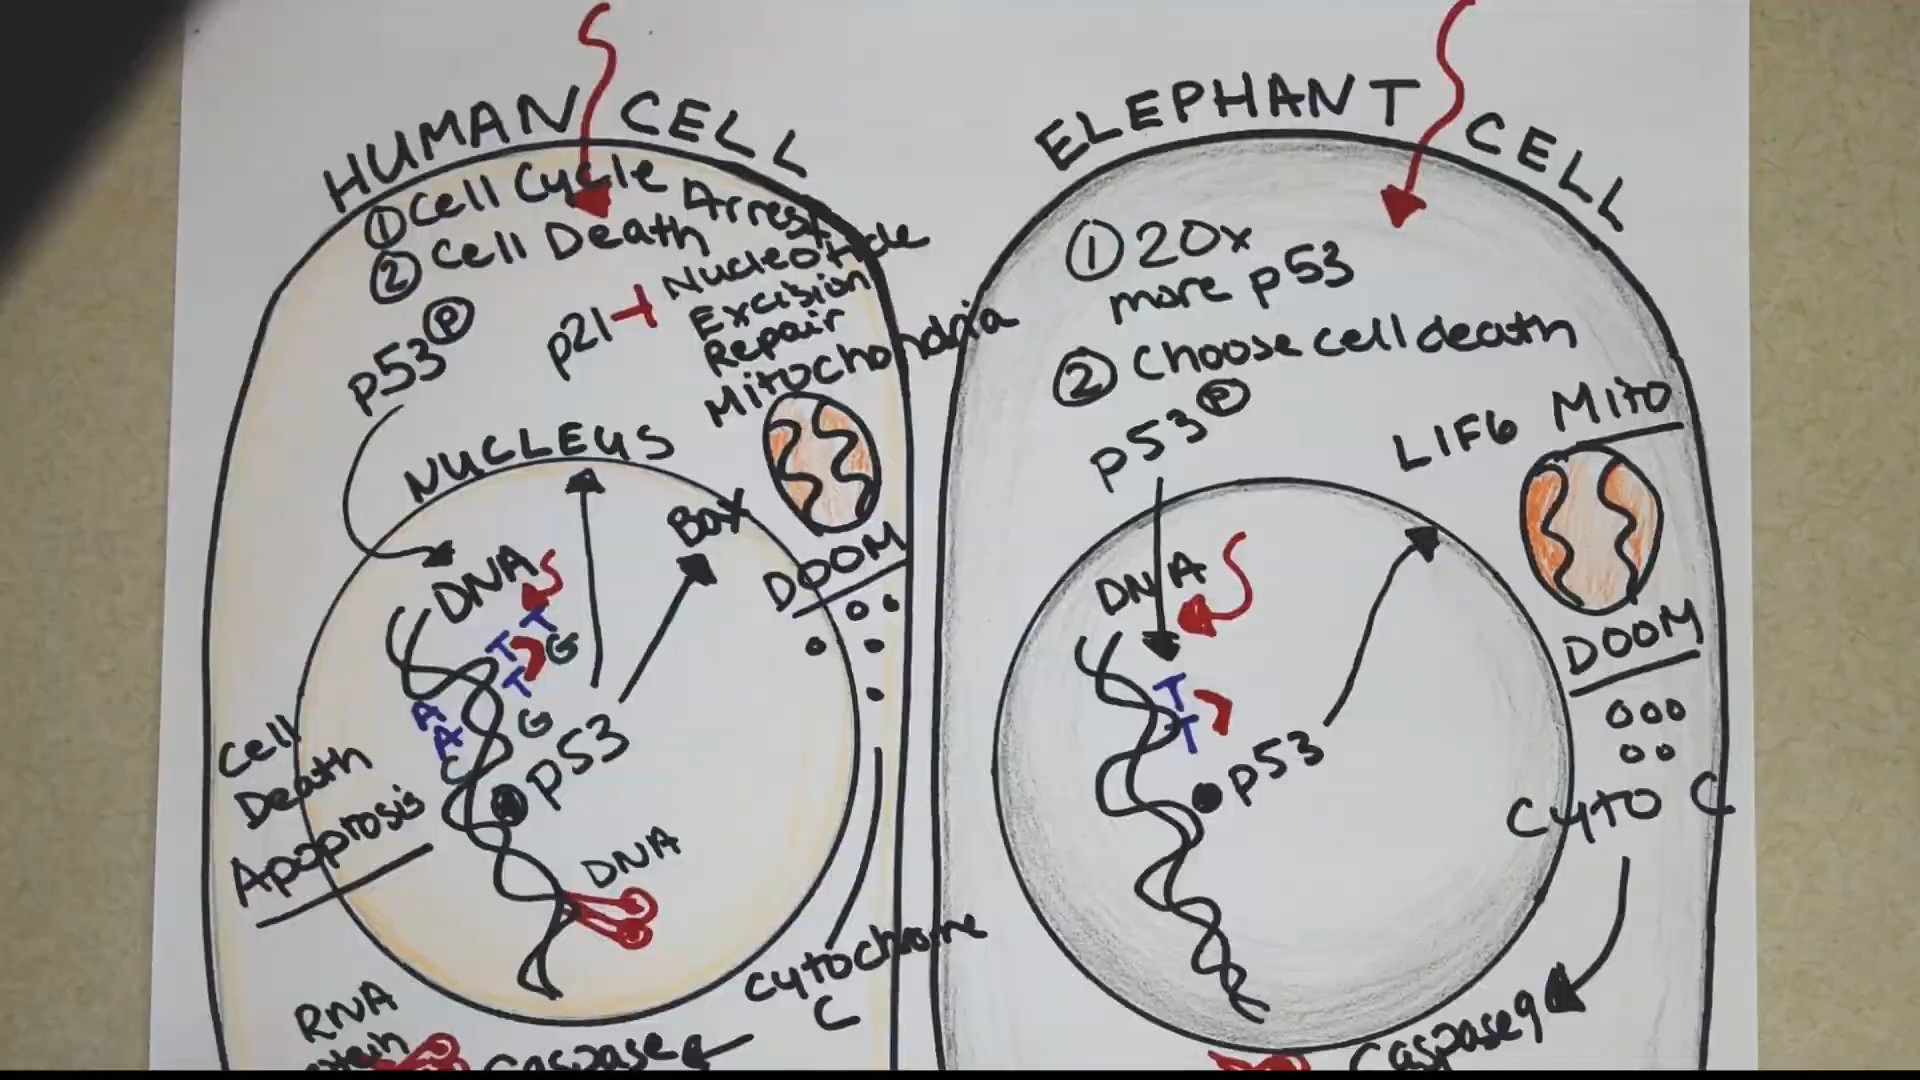 HUMAN CELL
① Cell Cycle Arrest
② Cell Death
p53 P
p21
Nucleotide
Excision
Repair
Mitochondria
NUCLEUS
Bax
DOOM
DNA
T
T G
T
A
A G
C
p53
Cell
Death
Apoptosis
DNA
Cytochrome
C
RNA
Caspase
ELEPHANT CELL
① 20x
more p53
② Choose cell death
p53 P
LIF6 Mito
DOOM
DNA
T
T
p53
Cyto C
Caspase 9